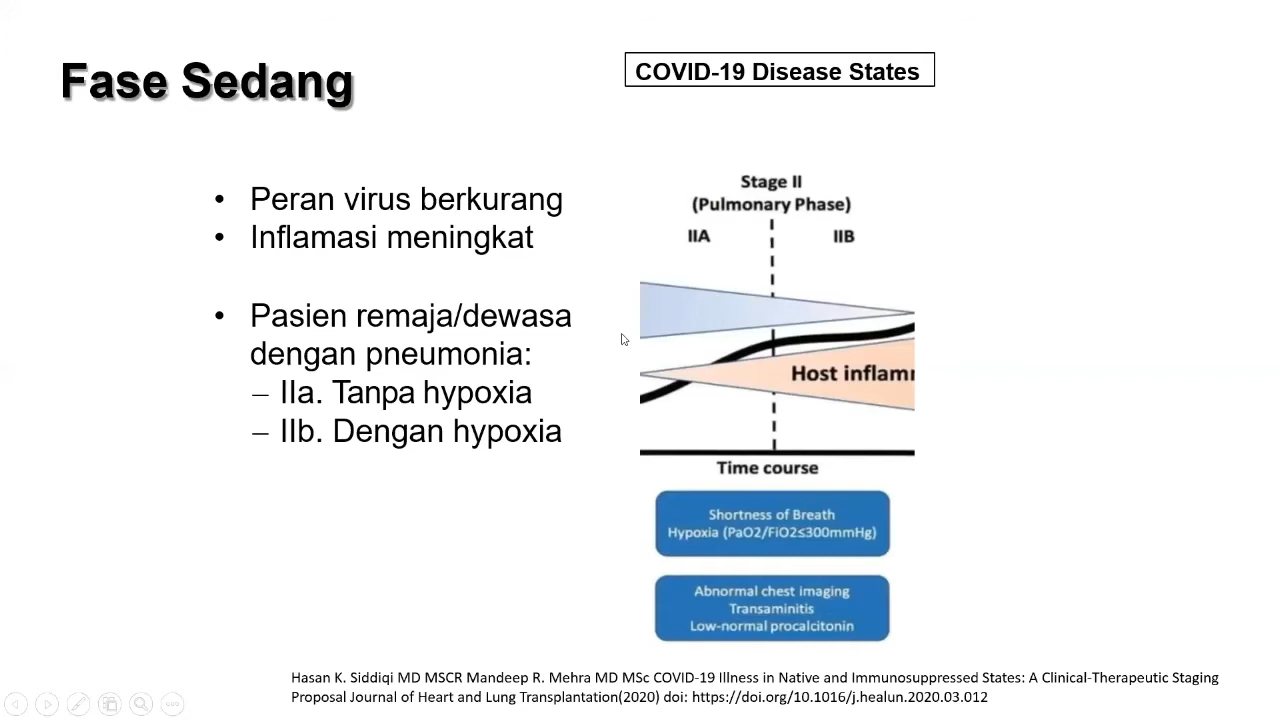 Fase Sedang
COVID-19 Disease States
• Peran virus berkurang
• Inflamasi meningkat
• Pasien remaja/dewasa
dengan pneumonia:
– IIa. Tanpa hypoxia
– IIb. Dengan hypoxia
Stage II
(Pulmonary Phase)
IIA IIB
Host inflam
Time course
Shortness of Breath
Hypoxia (PaO2/FiO2≤300mmHg)
Abnormal chest imaging
Transaminitis
Low-normal procalcitonin
Hasan K. Siddiqi MD MSCR Mandeep R. Mehra MD MSc COVID-19 Illness in Native and Immunosuppressed States: A Clinical-Therapeutic Staging
Proposal Journal of Heart and Lung Transplantation(2020) doi: https://doi.org/10.1016/j.healun.2020.03.012